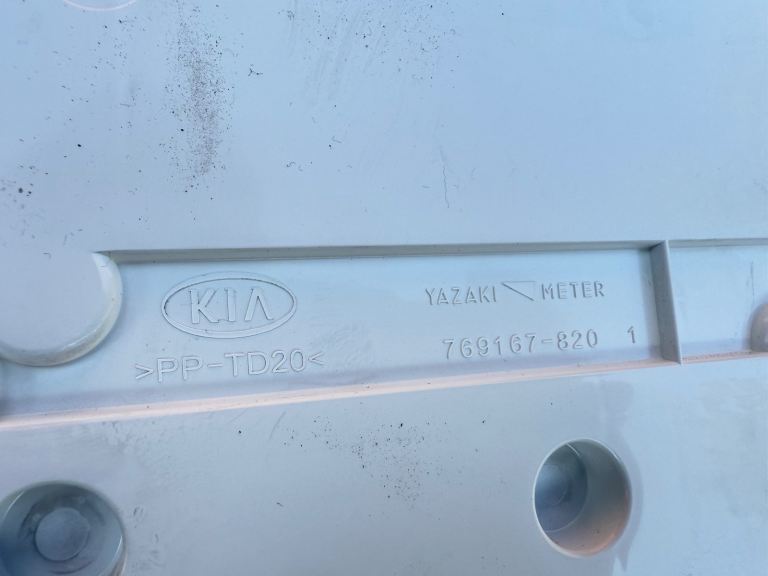 KIA
>PP-TD20<
YAZAKI METER
769167-820 1